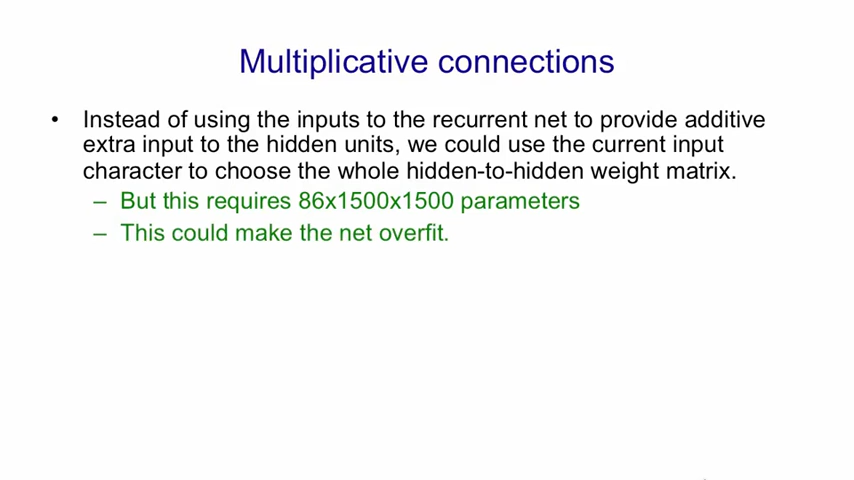 Multiplicative connections
• Instead of using the inputs to the recurrent net to provide additive
extra input to the hidden units, we could use the current input
character to choose the whole hidden-to-hidden weight matrix.
– But this requires 86x1500x1500 parameters
– This could make the net overfit.